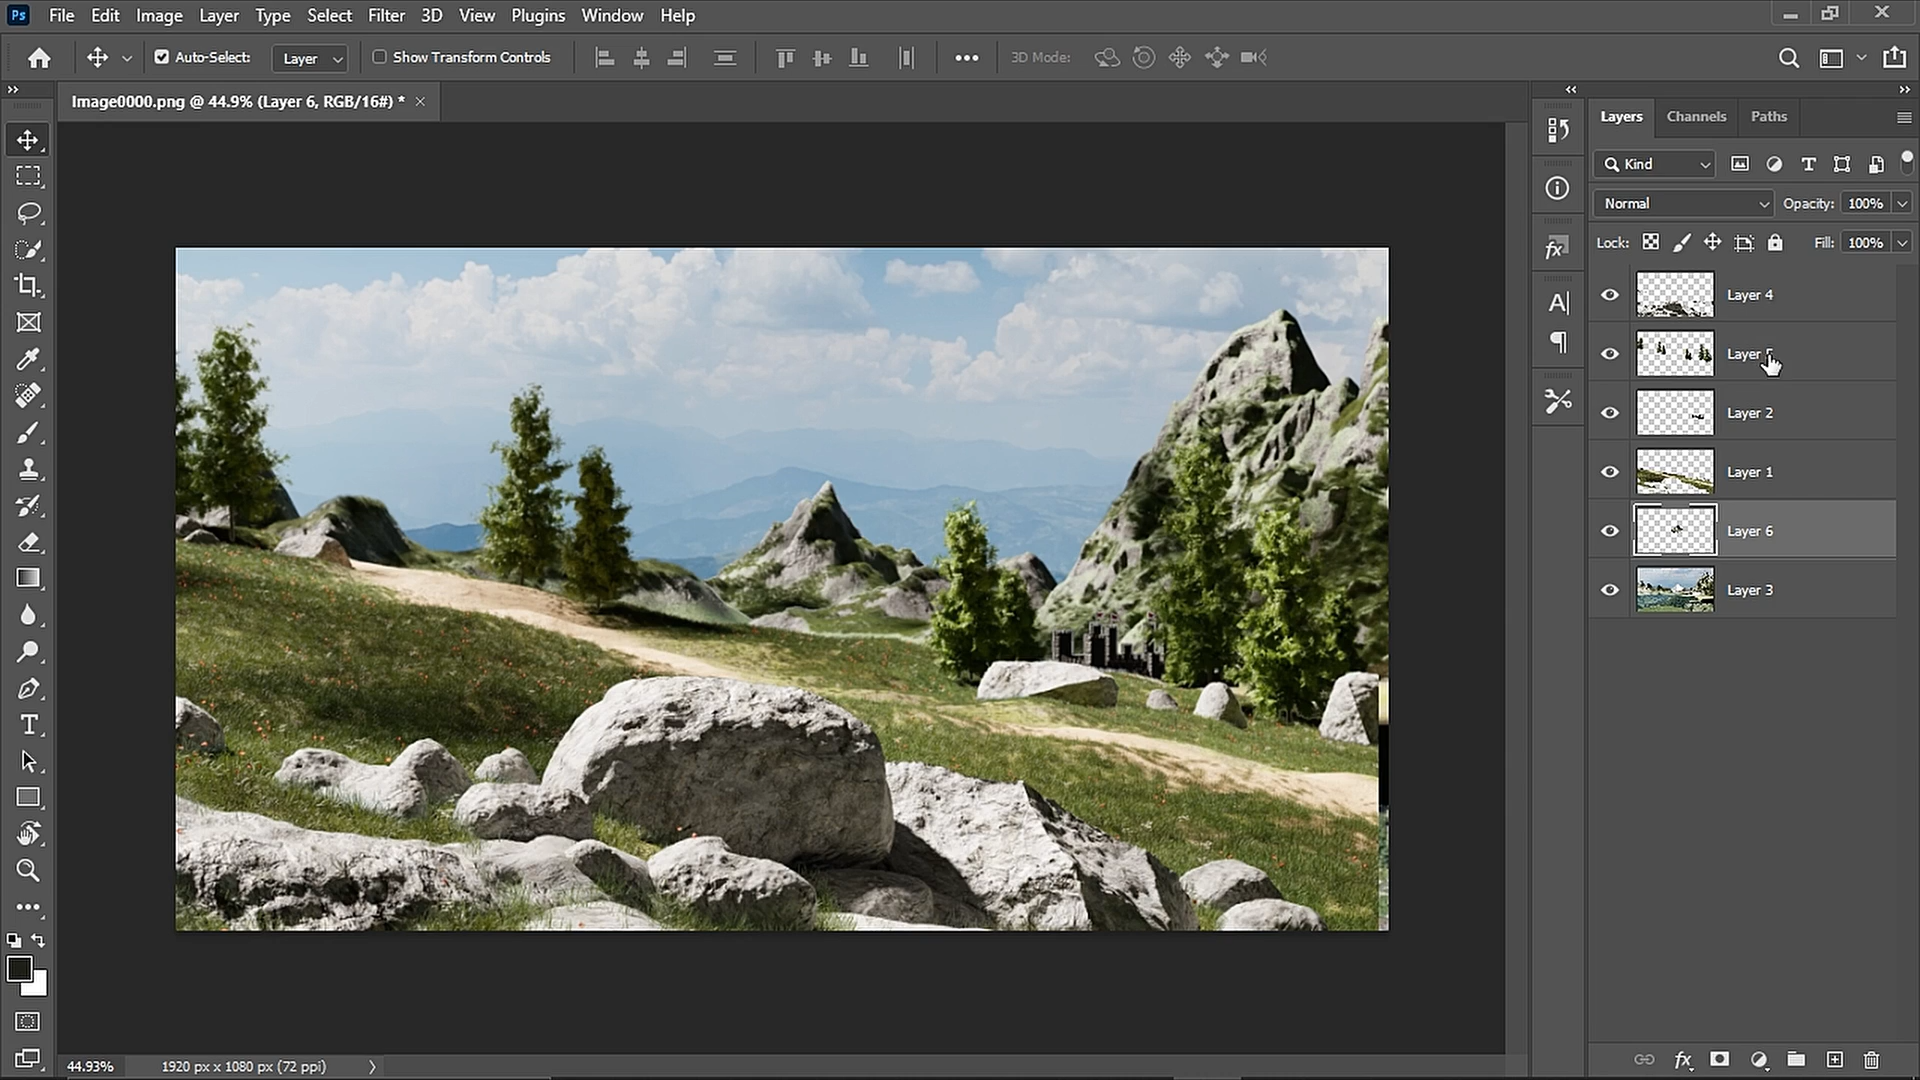 Ps File Edit Image Layer Type Select Filter 3D View Plugins Window Help
Auto-Select: Layer Show Transform Controls 3D Mode:
Image0000.png @ 44.9% (Layer 6, RGB/16#) *
Layers Channels Paths
Kind
Normal Opacity: 100%
Lock: Fill: 100%
Layer 4
Layer
Layer 2
Layer 1
Layer 6
Layer 3
44.93% 1920 px x 1080 px (72 ppi)